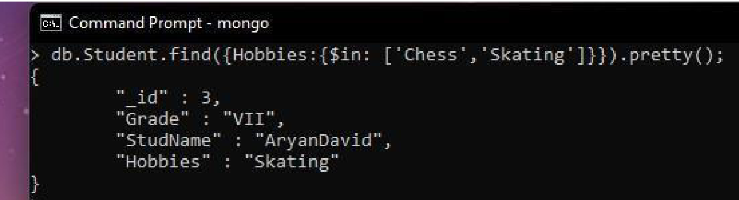 Command Prompt - mongo
> db.Student.find({Hobbies:{$in: ['Chess','Skating']}}).pretty();
{
        "_id" : 3,
        "Grade" : "VII",
        "StudName" : "AryanDavid",
        "Hobbies" : "Skating"
}